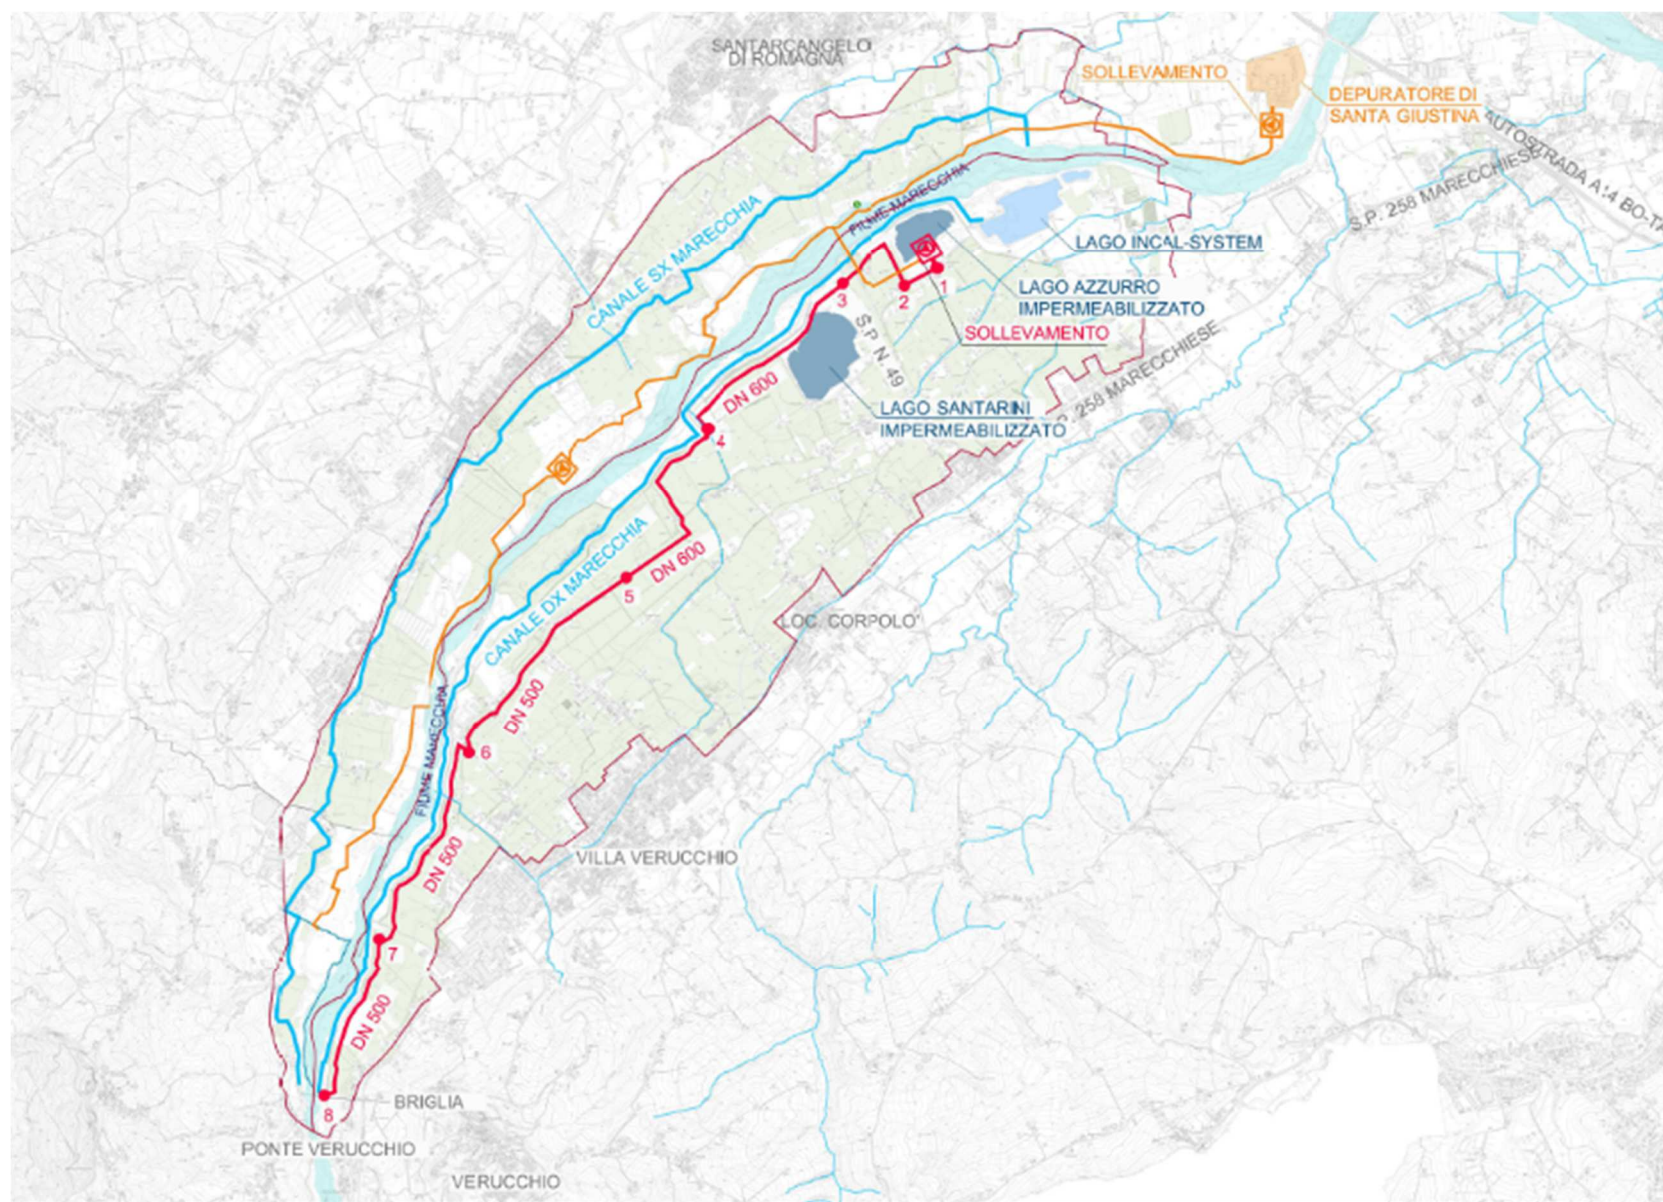 SANTARCANGELO
DI ROMAGNA
SOLLEVAMENTO
DEPURATORE DI
SANTA GIUSTINA
AUTOSTRADA A14 BO-TA
S.P. 258 MARECCHIESE
CANALE SX MARECCHIA
FIUME MARECCHIA
LAGO INCAL-SYSTEM
LAGO AZZURRO
IMPERMEABILIZZATO
SOLLEVAMENTO
1
2
3
S.P. N. 49
S.P. 258 MARECCHIESE
DN 600
LAGO SANTARINI
IMPERMEABILIZZATO
4
CANALE DX MARECCHIA
DN 600
5
LOC. CORPOLO'
DN 500
6
FIUME MARECCHIA
DN 500
VILLA VERUCCHIO
7
DN 500
BRIGLIA
8
PONTE VERUCCHIO
VERUCCHIO